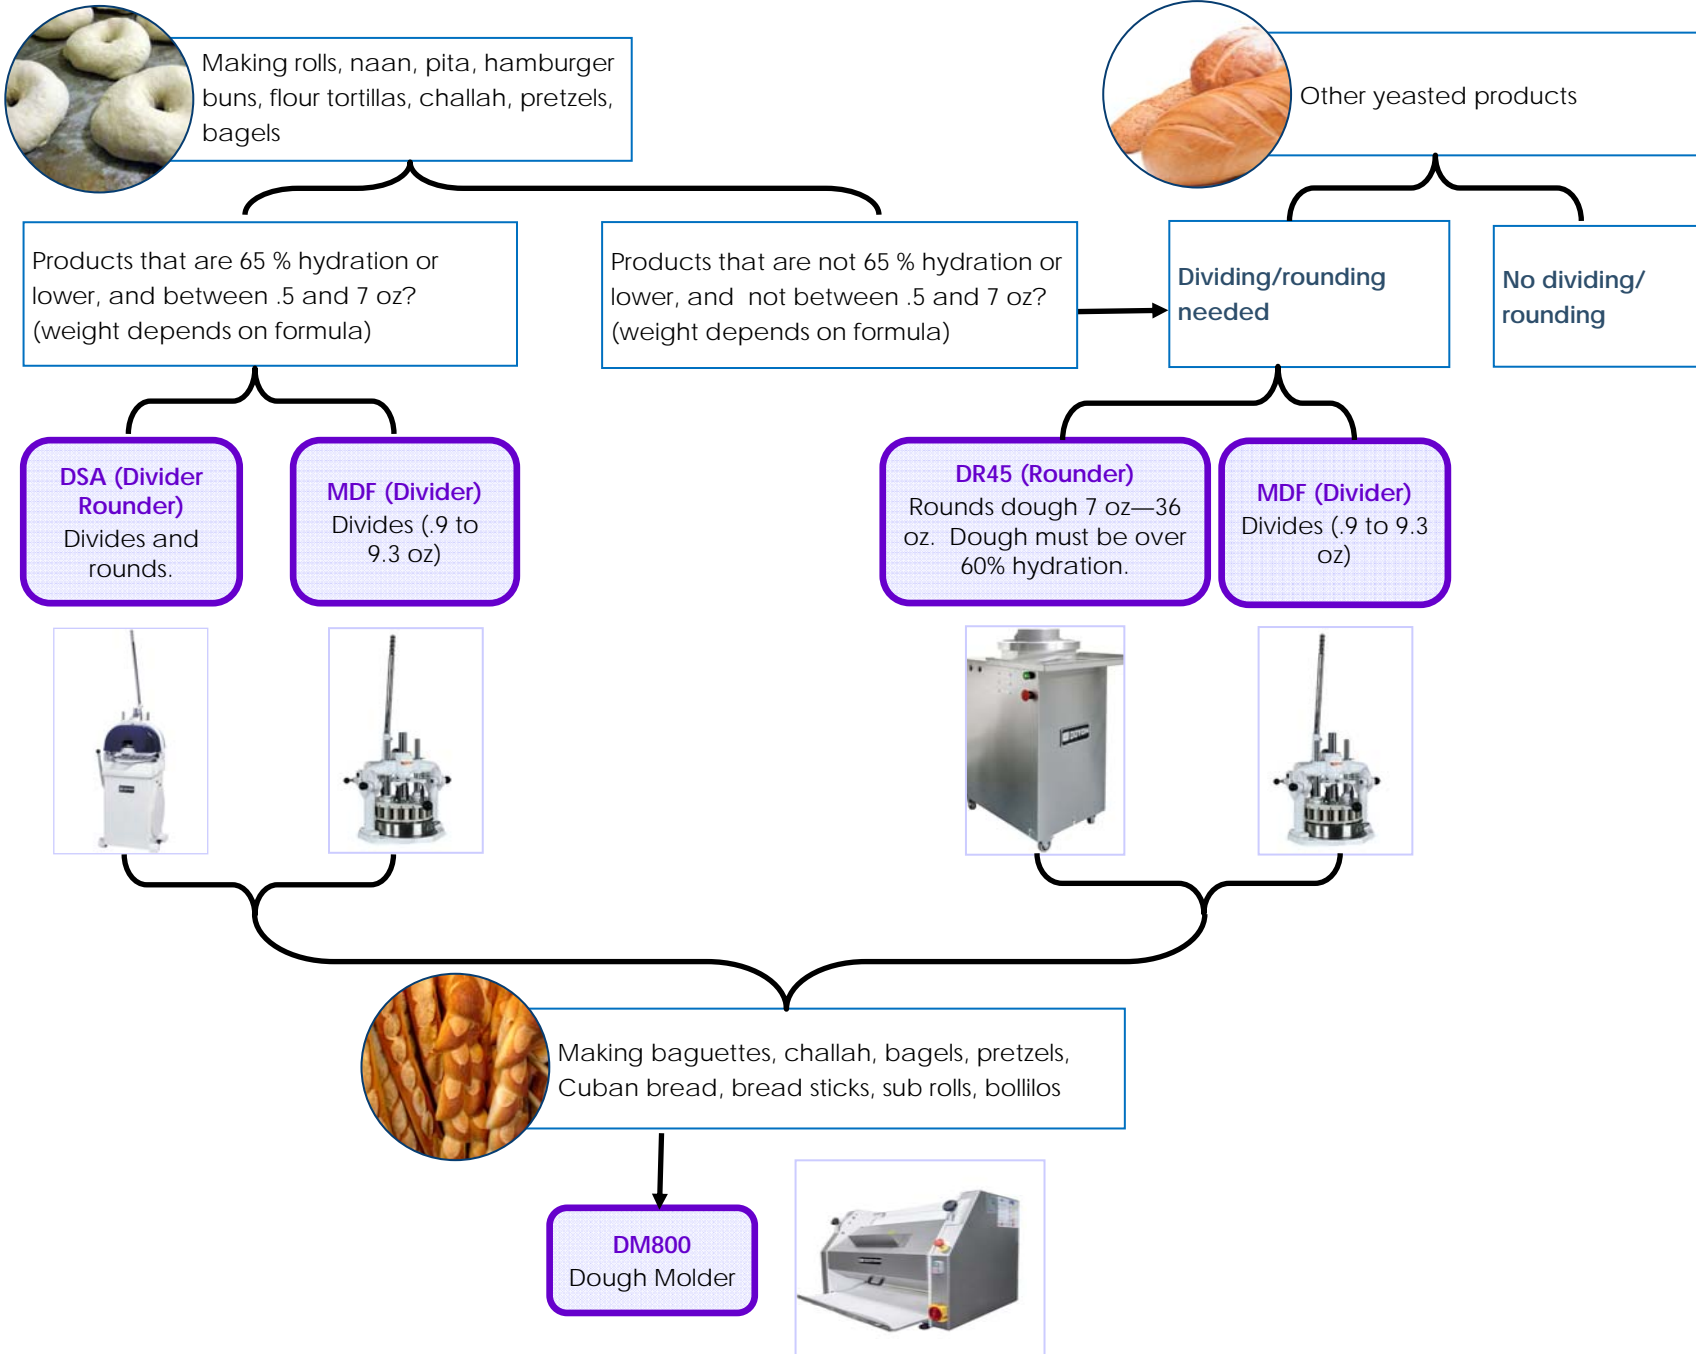 Making rolls, naan, pita, hamburger
buns, flour tortillas, challah, pretzels,
bagels
Other yeasted products
Products that are 65 % hydration or
lower, and between .5 and 7 oz?
(weight depends on formula)
Products that are not 65 % hydration or
lower, and  not between .5 and 7 oz?
(weight depends on formula)
Dividing/rounding
needed
No dividing/
rounding
DSA (Divider
Rounder)
Divides and
rounds.
MDF (Divider)
Divides (.9 to
9.3 oz)
DR45 (Rounder)
Rounds dough 7 oz—36
oz.  Dough must be over
60% hydration.
MDF (Divider)
Divides (.9 to 9.3
oz)
Making baguettes, challah, bagels, pretzels,
Cuban bread, bread sticks, sub rolls, bollilos
DM800
Dough Molder